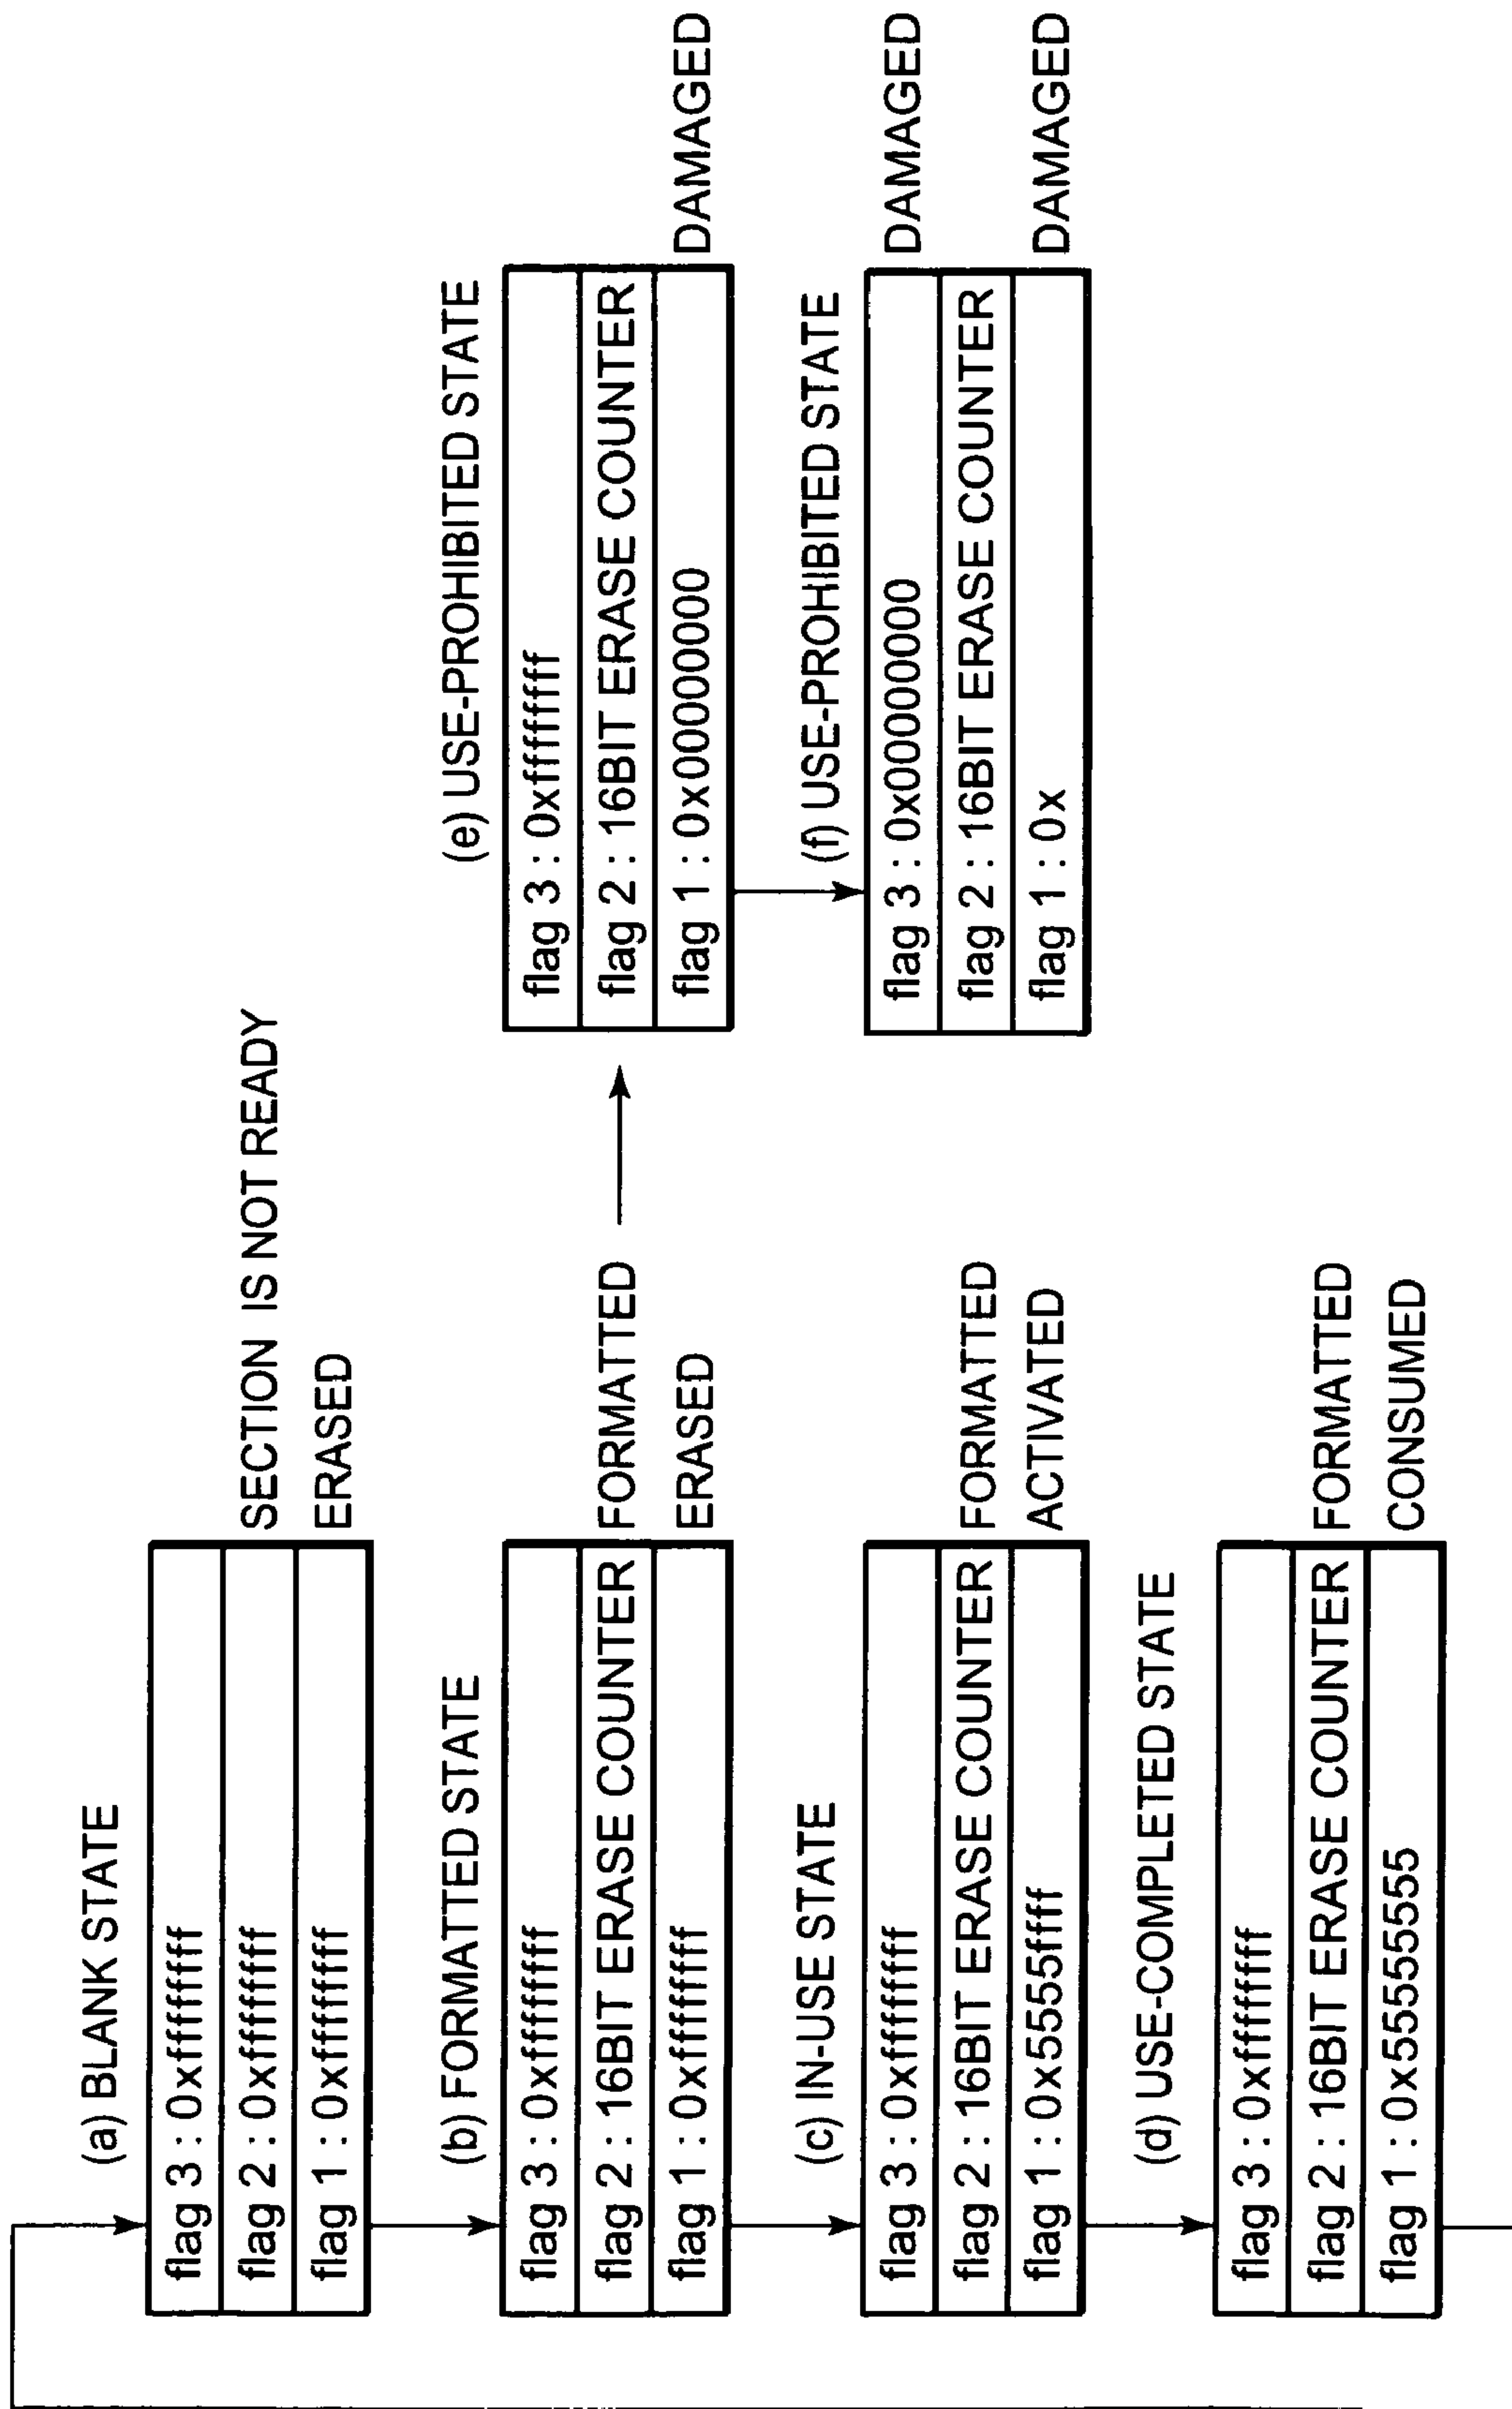 (a) BLANK STATE
flag 3 : 0xffffffff
flag 2 : 0xffffffff SECTION IS NOT READY
flag 1 : 0xffffffff ERASED
(b) FORMATTED STATE
flag 3 : 0xffffffff
flag 2 : 16BIT ERASE COUNTER FORMATTED
flag 1 : 0xffffffff ERASED
(c) IN-USE STATE
flag 3 : 0xffffffff
flag 2 : 16BIT ERASE COUNTER FORMATTED
flag 1 : 0x5555ffff ACTIVATED
(d) USE-COMPLETED STATE
flag 3 : 0xffffffff
flag 2 : 16BIT ERASE COUNTER FORMATTED
flag 1 : 0x55555555 CONSUMED
(e) USE-PROHIBITED STATE
flag 3 : 0xffffffff
flag 2 : 16BIT ERASE COUNTER
flag 1 : 0x00000000 DAMAGED
(f) USE-PROHIBITED STATE
flag 3 : 0x00000000 DAMAGED
flag 2 : 16BIT ERASE COUNTER
flag 1 : 0x DAMAGED